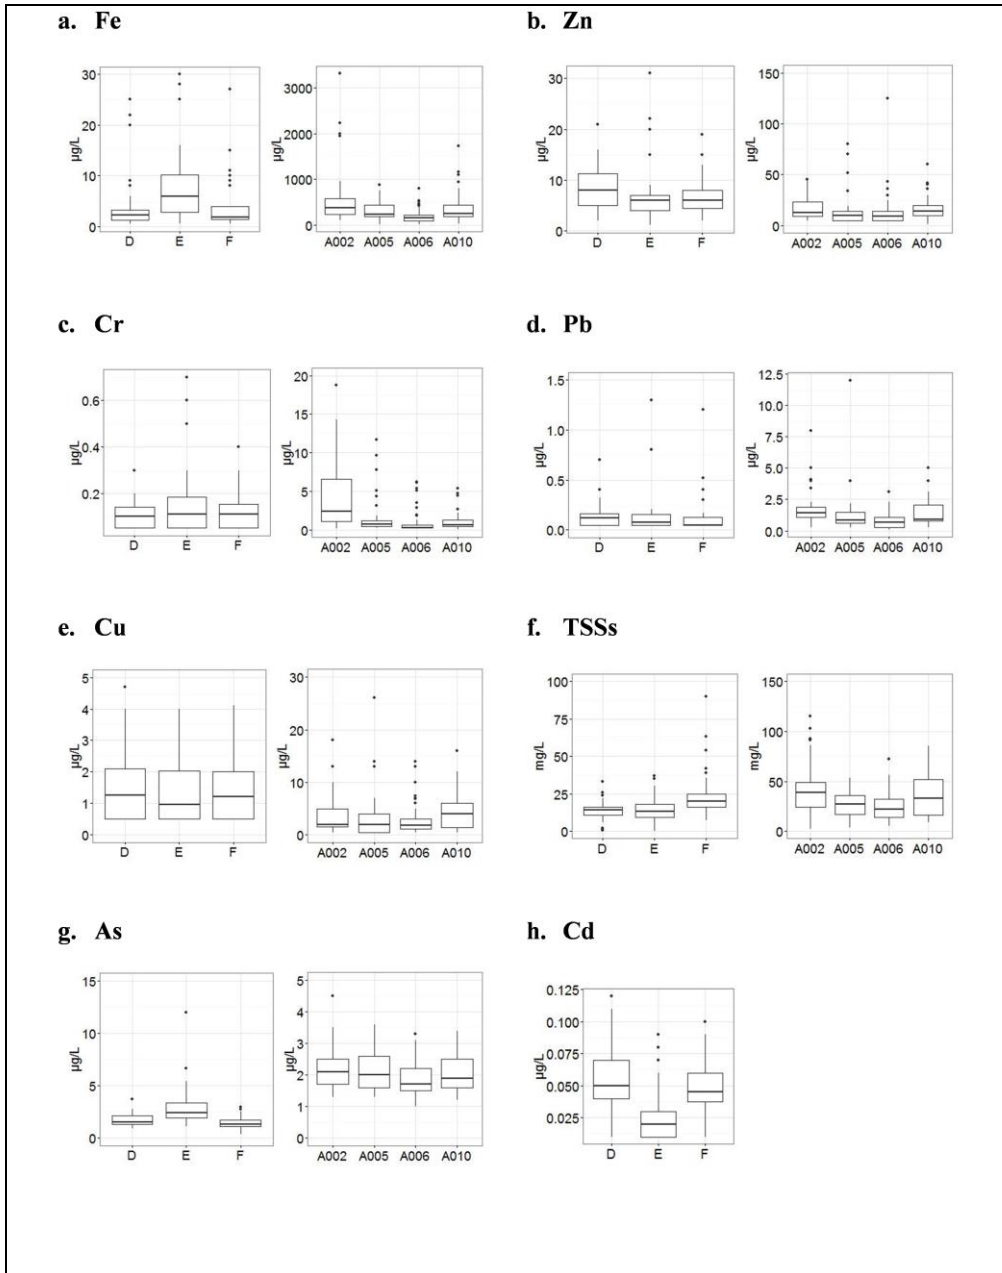 a. Fe
b. Zn
µg/L
30
20
10
0
D E F
µg/L
3000
2000
1000
0
A002 A005 A006 A010
µg/L
30
20
10
0
D E F
µg/L
150
100
50
0
A002 A005 A006 A010
c. Cr
d. Pb
µg/L
0.6
0.4
0.2
D E F
µg/L
20
15
10
5
0
A002 A005 A006 A010
µg/L
1.5
1.0
0.5
0.0
D E F
µg/L
12.5
10.0
7.5
5.0
2.5
0.0
A002 A005 A006 A010
e. Cu
f. TSSs
µg/L
5
4
3
2
1
0
D E F
µg/L
30
20
10
0
A002 A005 A006 A010
mg/L
100
75
50
25
0
D E F
mg/L
150
100
50
0
A002 A005 A006 A010
g. As
h. Cd
µg/L
15
10
5
0
D E F
µg/L
5
4
3
2
1
0
A002 A005 A006 A010
µg/L
0.125
0.100
0.075
0.050
0.025
D E F